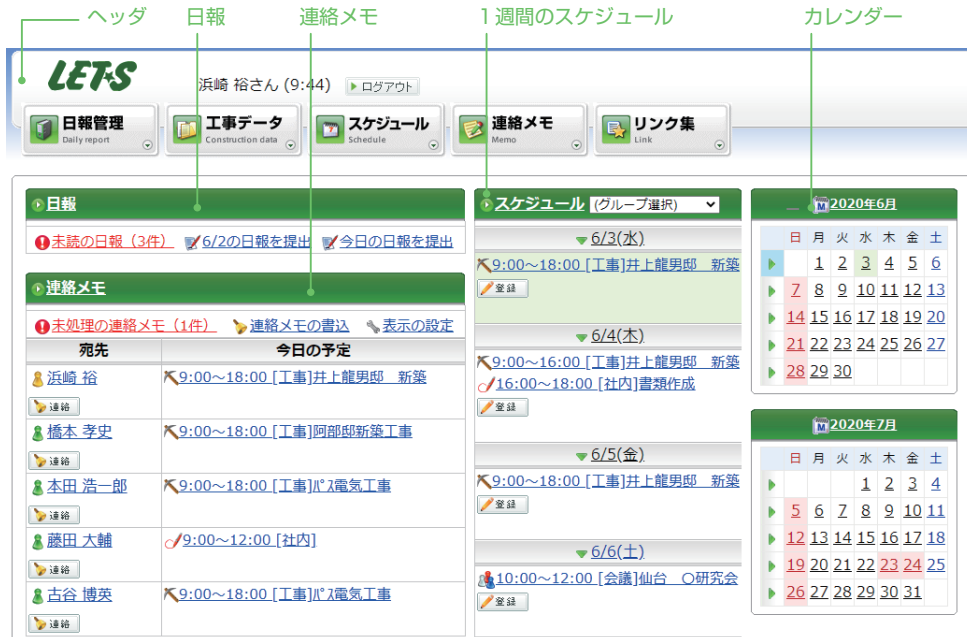 ヘッダ 日報 連絡メモ 1週間のスケジュール カレンダー
LETS
浜崎 裕さん (9:44) ログアウト
日報管理 工事データ スケジュール 連絡メモ リンク集
Daily report Construction data Schedule Memo Link
日報
未読の日報（3件） 6/2の日報を提出 今日の日報を提出
連絡メモ
未処理の連絡メモ（1件） 連絡メモの書込 表示の設定
宛先 今日の予定
浜崎 裕 9:00～18:00 [工事]井上龍男邸　新築
連絡
橋本 孝史 9:00～18:00 [工事]阿部邸新築工事
連絡
本田 浩一郎 9:00～18:00 [工事]ﾊﾟｽ電気工事
連絡
藤田 大輔 9:00～12:00 [社内]
連絡
古谷 博英 9:00～18:00 [工事]ﾊﾟｽ電気工事
連絡
スケジュール (グループ選択)
6/3(水)
9:00～18:00 [工事]井上龍男邸　新築
登録
6/4(木)
9:00～16:00 [工事]井上龍男邸　新築
16:00～18:00 [社内]書類作成
登録
6/5(金)
9:00～18:00 [工事]井上龍男邸　新築
登録
6/6(土)
10:00～12:00 [会議]仙台　○研究会
登録
M 2020年6月
日 月 火 水 木 金 土
1 2 3 4 5 6
7 8 9 10 11 12 13
14 15 16 17 18 19 20
21 22 23 24 25 26 27
28 29 30
M 2020年7月
日 月 火 水 木 金 土
1 2 3 4
5 6 7 8 9 10 11
12 13 14 15 16 17 18
19 20 21 22 23 24 25
26 27 28 29 30 31